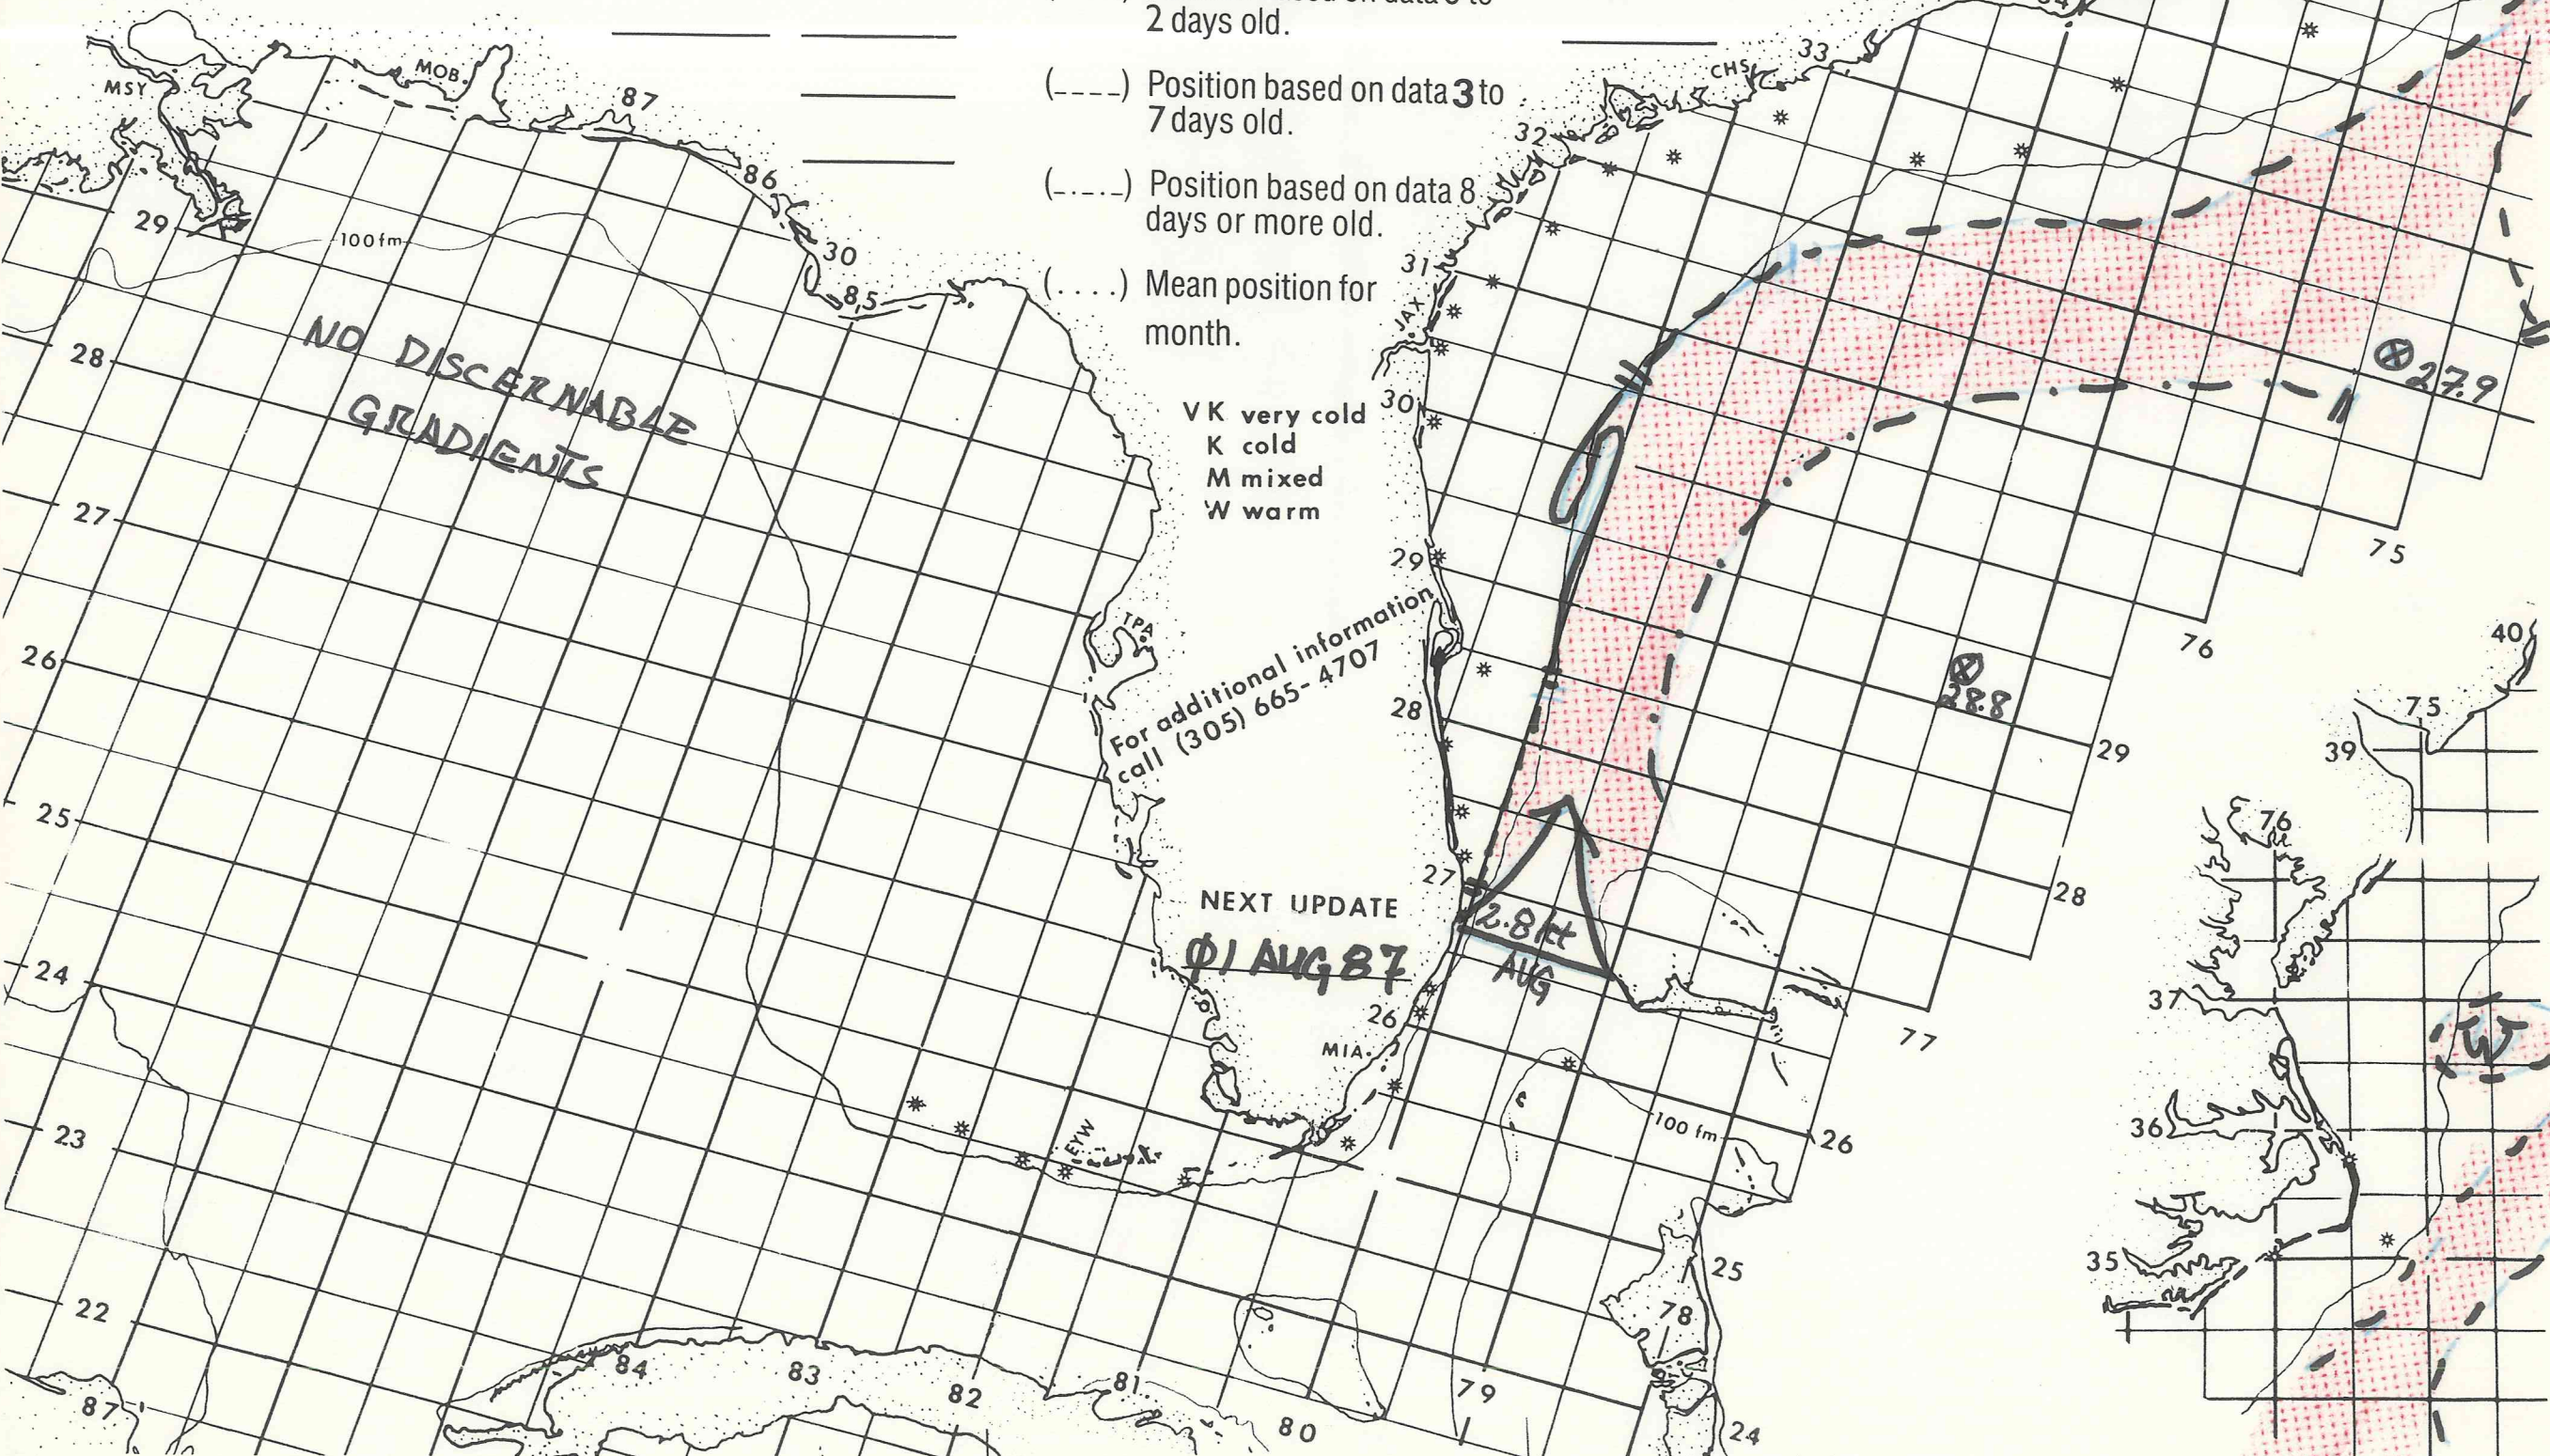 2 days old.
(----) Position based on data 3 to
7 days old.
(_._._) Position based on data 8
days or more old.
(....) Mean position for
month.
VK very cold
K cold
M mixed
W warm
For additional information
call (305) 665-4707
NEXT UPDATE
Ø1 AUG 87
NO DISCERNABLE
GRADIENTS
MSY
MOB.
87
86
30
85
29
100 fm
28
27
26
25
24
23
22
87
84
83
82
81
80
79
78
CHS
33
32
31
JAX
30
29
28
27
26
TPA
MIA.
EYW
2.8 kt
AUG
27.9
28.8
75
76
29
28
77
26
100 fm
25
24
40
75
39
76
37
W
36
35